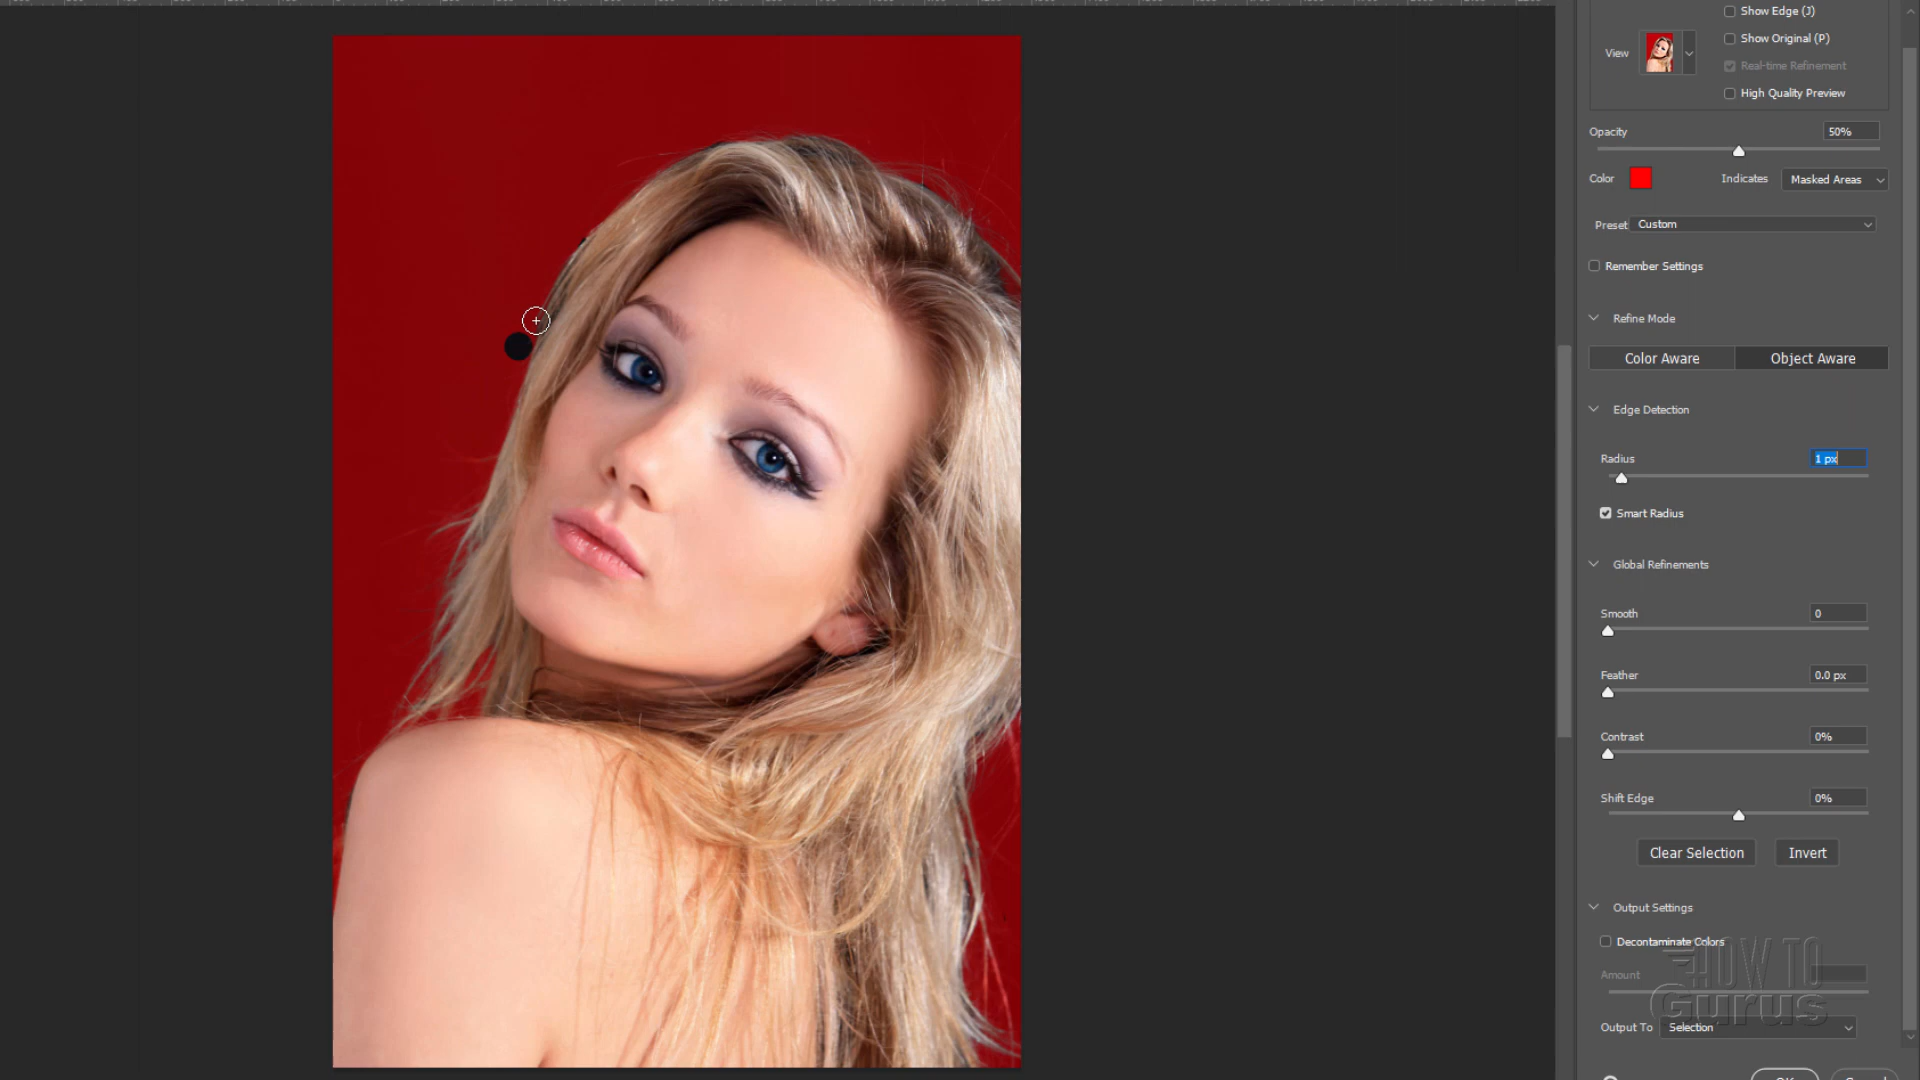 Show Edge (J)
Show Original (P)
View
Real-time Refinement
High Quality Preview
Opacity
50%
Color
Indicates
Masked Areas
Preset
Custom
Remember Settings
Refine Mode
Color Aware
Object Aware
Edge Detection
Radius
1 px
Smart Radius
Global Refinements
Smooth
0
Feather
0.0 px
Contrast
0%
Shift Edge
0%
Clear Selection
Invert
Output Settings
Decontaminate Colors
Amount
HOW TO
Gurus
Output To
Selection